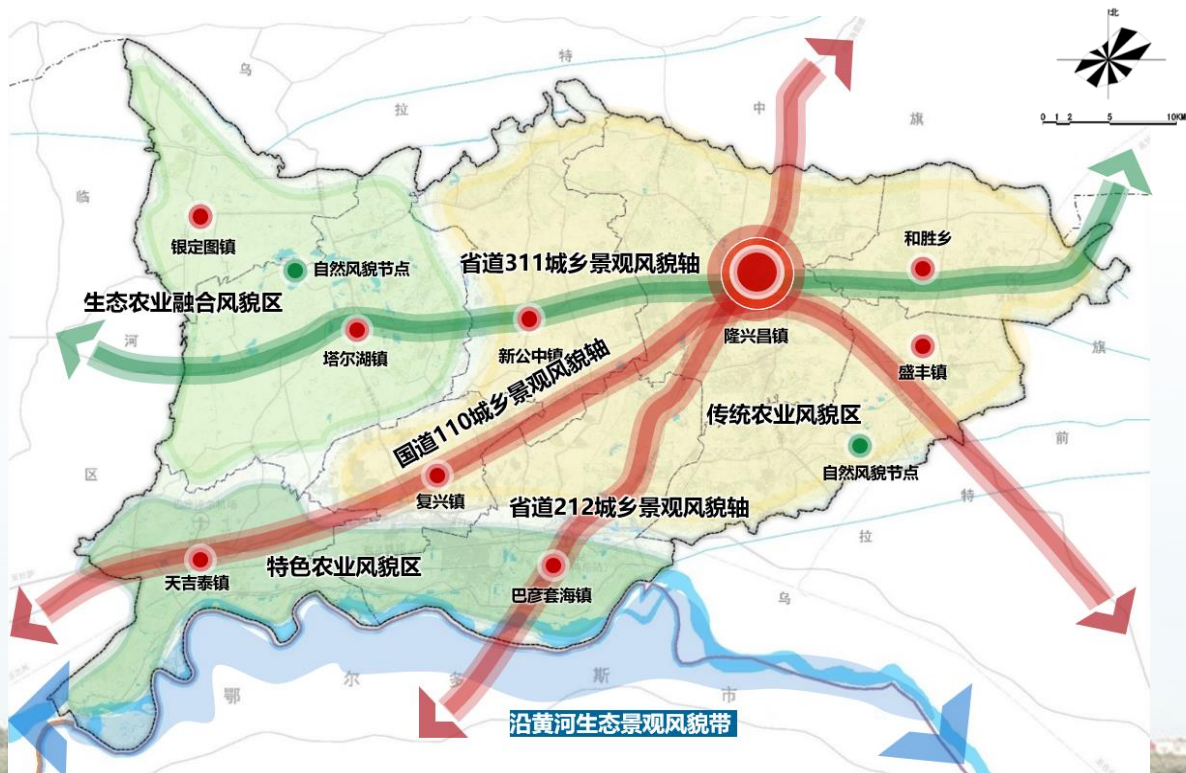 北
0 1 2 5 10KM
乌
特
拉
中
旗
临
河
区
银定图镇
自然风貌节点
和胜乡
省道311城乡景观风貌轴
生态农业融合风貌区
塔尔湖镇
新公中镇
隆兴昌镇
盛丰镇
旗
国道110城乡景观风貌轴
传统农业风貌区
前
自然风貌节点
特
复兴镇
省道212城乡景观风貌轴
拉
特色农业风貌区
天吉泰镇
巴彦套海镇
乌
鄂
尔
多
斯
市
沿黄河生态景观风貌带